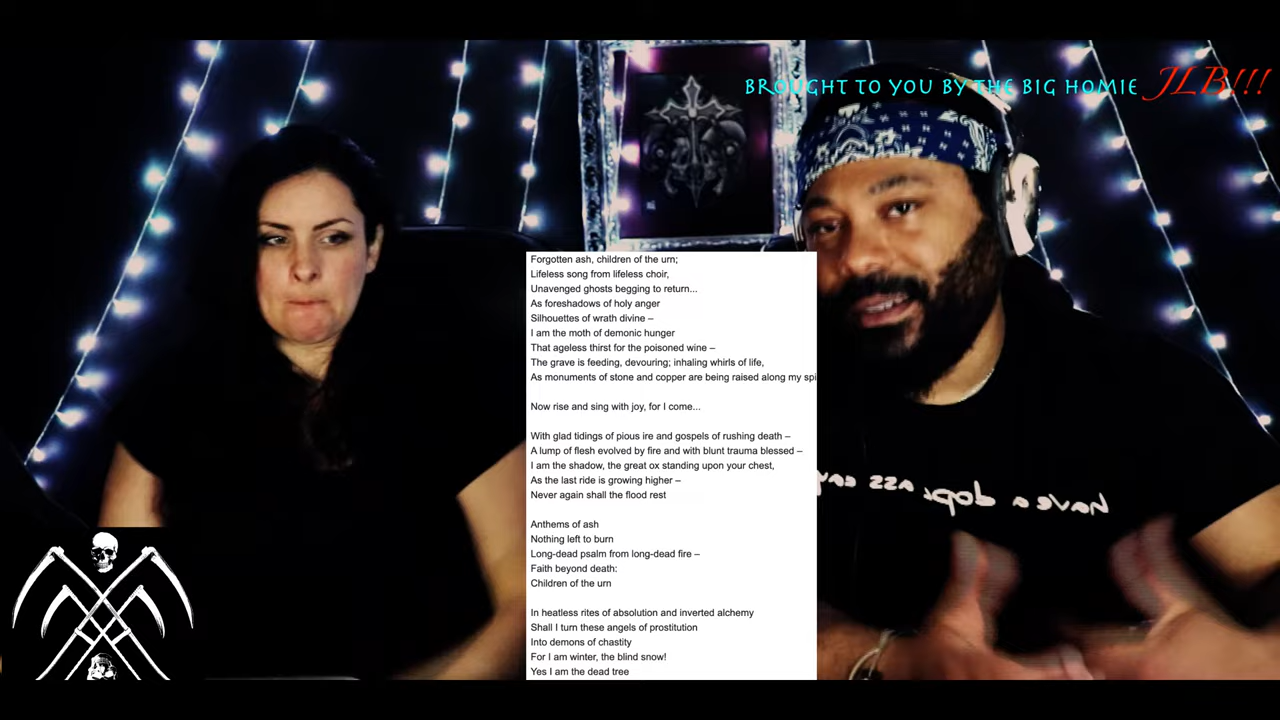 BROUGHT TO YOU BY THE BIG HOMIE JLB!!!
Forgotten ash, children of the urn;
Lifeless song from lifeless choir,
Unavenged ghosts begging to return...
As foreshadows of holy anger
Silhouettes of wrath divine –
I am the moth of demonic hunger
That ageless thirst for the poisoned wine –
The grave is feeding, devouring; inhaling whirls of life,
As monuments of stone and copper are being raised along my spi
Now rise and sing with joy, for I come...
With glad tidings of pious ire and gospels of rushing death –
A lump of flesh evolved by fire and with blunt trauma blessed –
I am the shadow, the great ox standing upon your chest,
As the last ride is growing higher –
Never again shall the flood rest
Anthems of ash
Nothing left to burn
Long-dead psalm from long-dead fire –
Faith beyond death:
Children of the urn
In heatless rites of absolution and inverted alchemy
Shall I turn these angels of prostitution
Into demons of chastity
For I am winter, the blind snow!
Yes I am the dead tree
have a dope ass